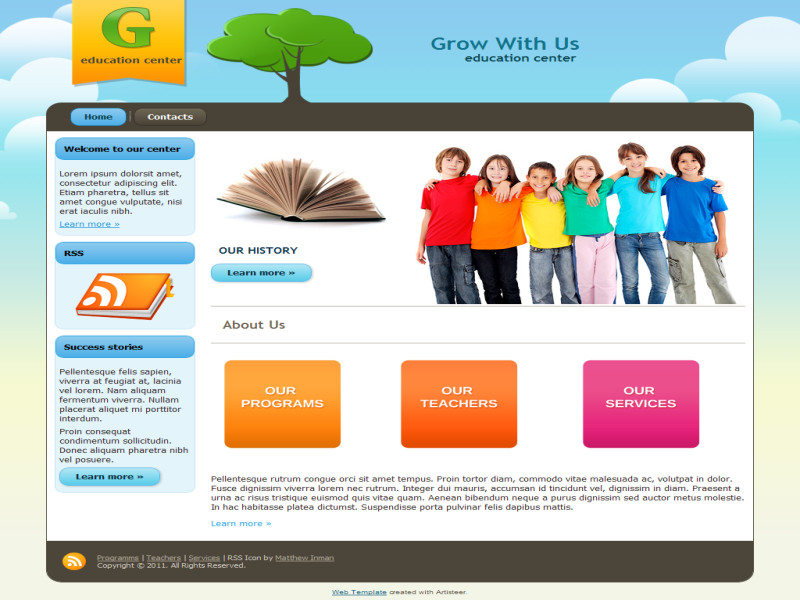 G
education center
Grow With Us
education center
Home | Contacts
Welcome to our center
Lorem ipsum dolorsit amet,
consectetur adipiscing elit.
Etiam pharetra, tellus sit
amet congue vulputate, nisi
erat iaculis nibh.
Learn more »
RSS
Success stories
Pellentesque felis sapien,
viverra at feugiat at, lacinia
vel lorem. Nam aliquam
fermentum viverra. Nullam
placerat aliquet mi porttitor
interdum.
Proin consequat
condimentum sollicitudin.
Donec aliquam pharetra nibh
vel posuere.
Learn more »
OUR HISTORY
Learn more »
About Us
OUR
PROGRAMS
OUR
TEACHERS
OUR
SERVICES
Pellentesque rutrum congue orci sit amet tempus. Proin tortor diam, commodo vitae malesuada ac, volutpat in dolor.
Fusce dignissim viverra lorem nec rutrum. Integer dui mauris, accumsan id tincidunt vel, dignissim in diam. Praesent a
urna ac risus tristique euismod quis vitae quam. Aenean bibendum neque a purus dignissim sed auctor metus molestie.
In hac habitasse platea dictumst. Suspendisse porta pulvinar felis dapibus mattis.
Learn more »
Programms | Teachers | Services | RSS Icon by Matthew Inman
Copyright © 2011. All Rights Reserved.
Web Template created with Artisteer.